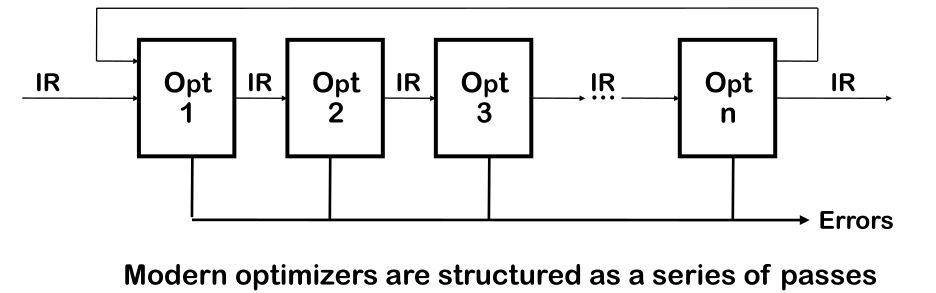 IR
Opt
1
IR
Opt
2
IR
Opt
3
IR
...
Opt
n
IR
Errors
Modern optimizers are structured as a series of passes